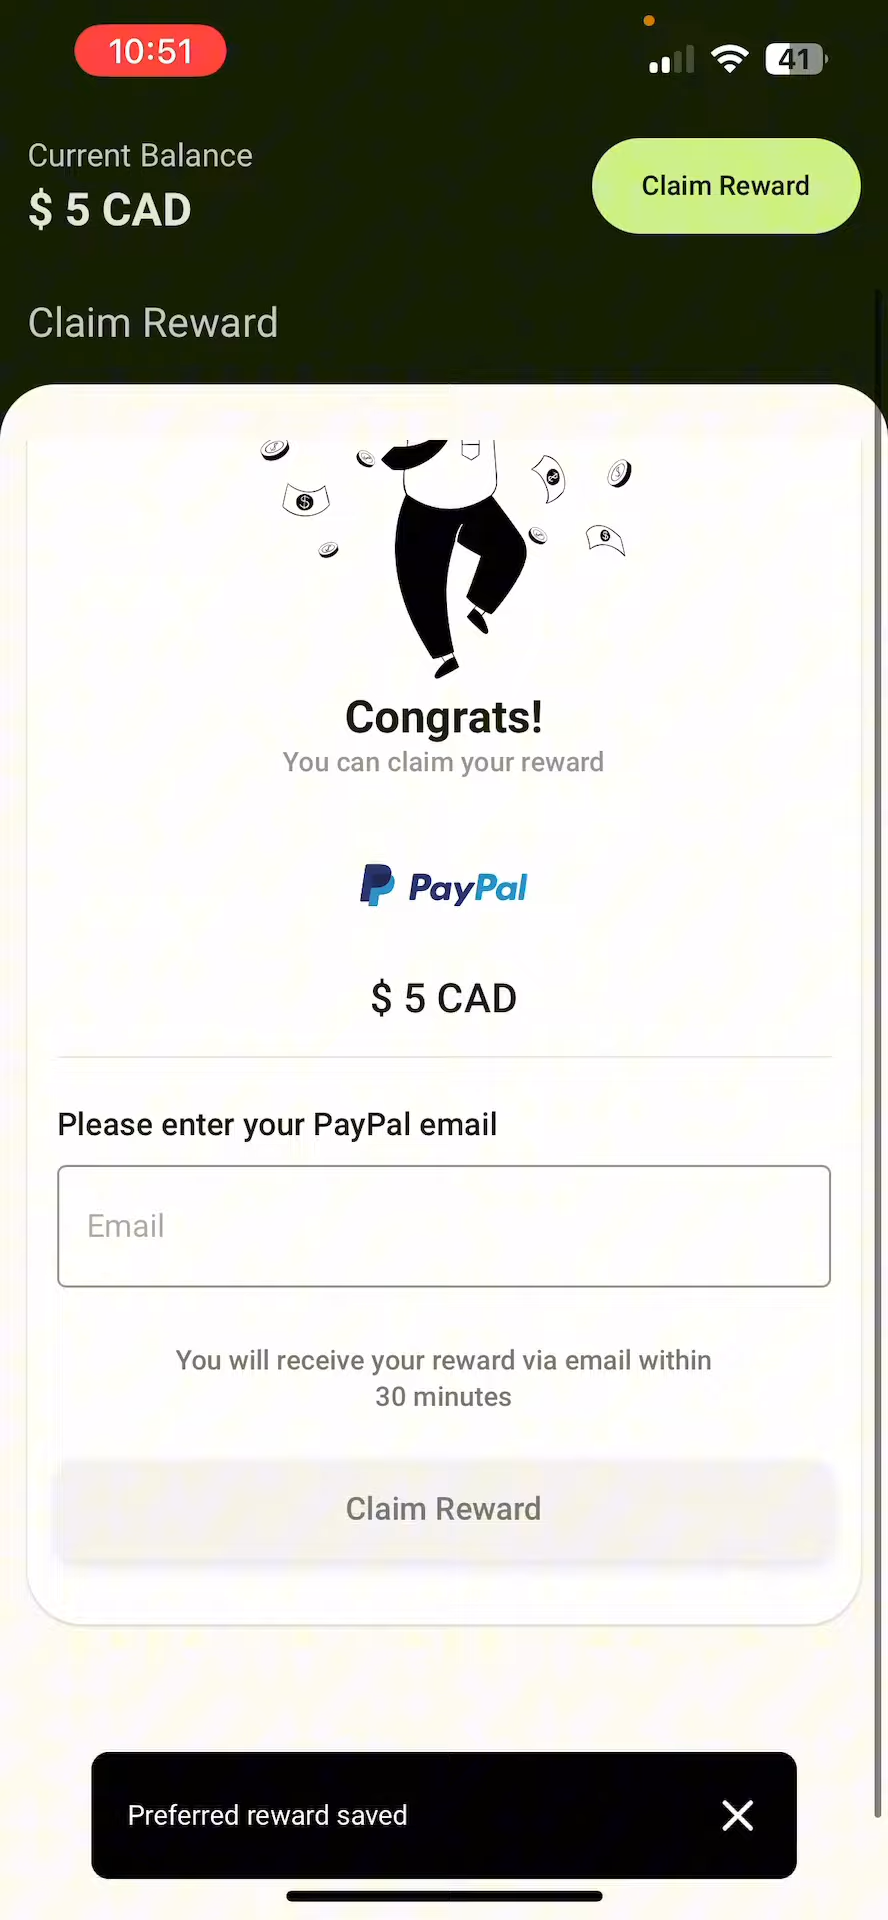 10:51
41
Current Balance
$ 5 CAD
Claim Reward
Claim Reward
Congrats!
You can claim your reward
PayPal
$ 5 CAD
Please enter your PayPal email
Email
You will receive your reward via email within
30 minutes
Claim Reward
Preferred reward saved